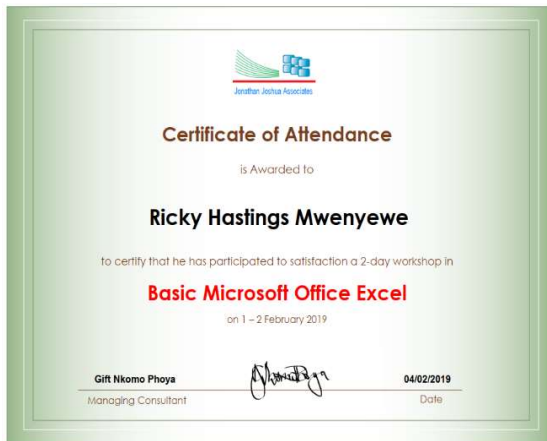 Jonathan Joshua Associates
Certificate of Attendance
is Awarded to
Ricky Hastings Mwenyewe
to certify that he has participated to satisfaction a 2-day workshop in
Basic Microsoft Office Excel
on 1 – 2 February 2019
Gift Nkomo Phoya 04/02/2019
Managing Consultant Date